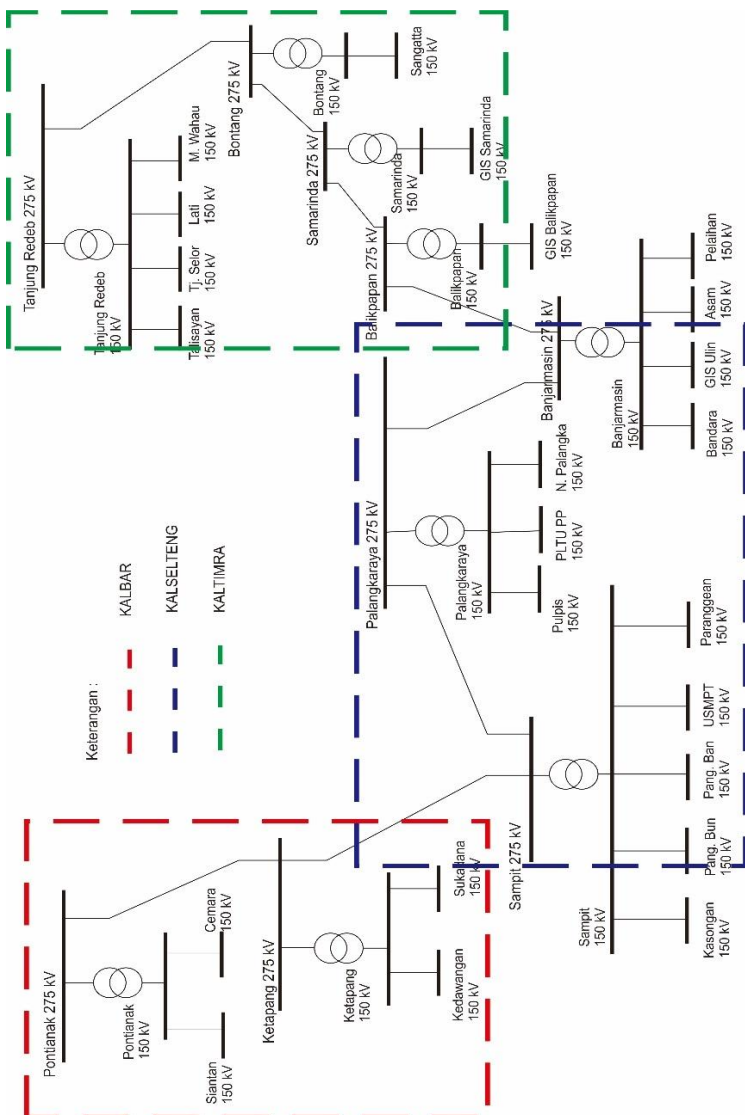 Pontianak 275 kV
Pontianak
150 kV
Siantan
150 kV
Cemara
150 kV
Ketapang 275 kV
Ketapang
150 kV
Kedawangan
150 kV
Sukadana
150 kV
Keterangan :
KALBAR
KALSELTENG
KALTIMRA
Tanjung Redeb 275 kV
Tanjung Redeb
150 kV
Talisayan
150 kV
Tj. Selor
150 kV
Lati
150 kV
M. Wahau
150 kV
Bontang 275 kV
Bontang
150 kV
Sangatta
150 kV
Samarinda 275 kV
Samarinda
150 kV
GIS Samarinda
150 kV
Balikpapan 275 kV
Balikpapan
150 kV
GIS Balikpapan
150 kV
Sampit 275 kV
Sampit
150 kV
Kasongan
150 kV
Pang. Bun
150 kV
Pang. Ban
150 kV
USMPT
150 kV
Paranggean
150 kV
Palangkaraya 275 kV
Palangkaraya
150 kV
Pulpis
150 kV
PLTU PP
150 kV
N. Palangka
150 kV
Banjarmasin 275 kV
Banjarmasin
150 kV
Bandara
150 kV
GIS Ulin
150 kV
Asam
150 kV
Pelaihan
150 kV